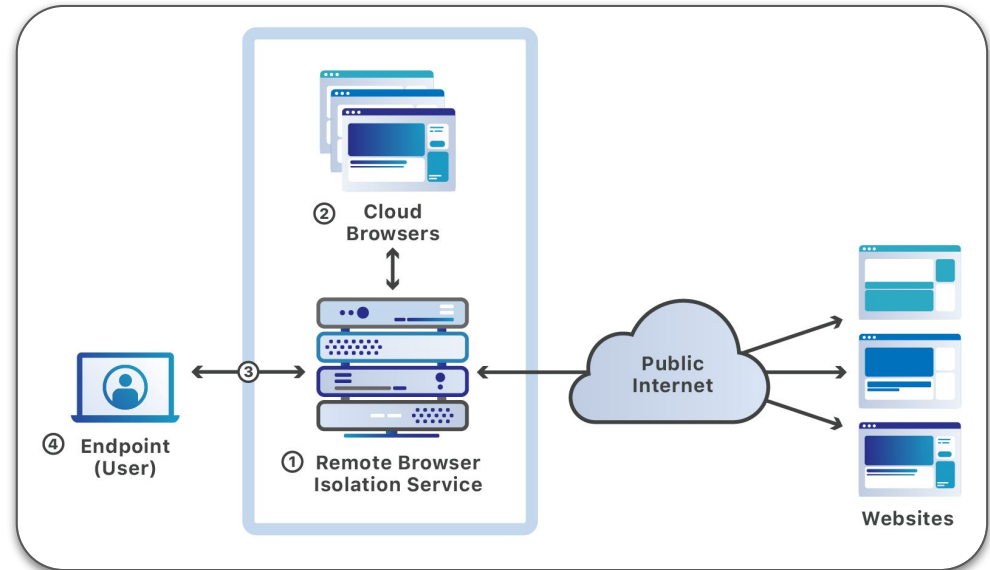 ② Cloud
Browsers
③
Public
Internet
④ Endpoint
(User)
① Remote Browser
Isolation Service
Websites